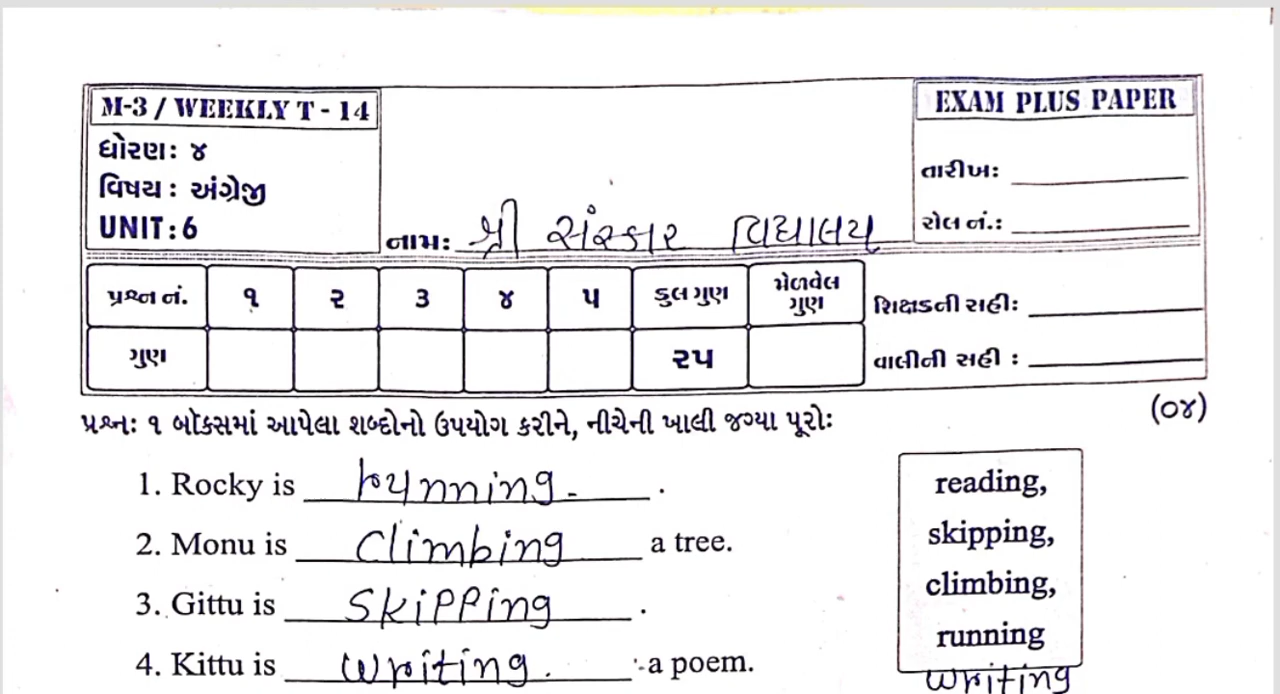 M-3 / WEEKLY T - 14
EXAM PLUS PAPER
ધોરણઃ ૪
વિષય : અંગ્રેજી
UNIT : 6
નામઃ શ્રી સંસ્કાર વિદ્યાલય
તારીખઃ
રોલ નં.:
પ્રશ્ન નં. ૧ ૨ ૩ ૪ ૫ કુલ ગુણ મેળવેલ ગુણ
ગુણ ૨૫
શિક્ષકની સહીઃ
વાલીની સહી :
પ્રશ્નઃ ૧ બૉક્સમાં આપેલા શબ્દોનો ઉપયોગ કરીને, નીચેની ખાલી જગ્યા પૂરોઃ (૦૪)
1. Rocky is running.
2. Monu is climbing a tree.
3. Gittu is skipping.
4. Kittu is writing. a poem.
reading,
skipping,
climbing,
running
writing